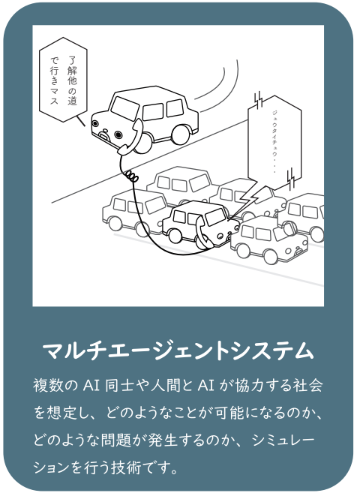 了解他の道
で行きマス
ジュウタイチュウ・・・
マルチエージェントシステム
複数の AI 同士や人間と AI が協力する社会
を想定し、どのようなことが可能になるのか、
どのような問題が発生するのか、シミュレー
ションを行う技術です。